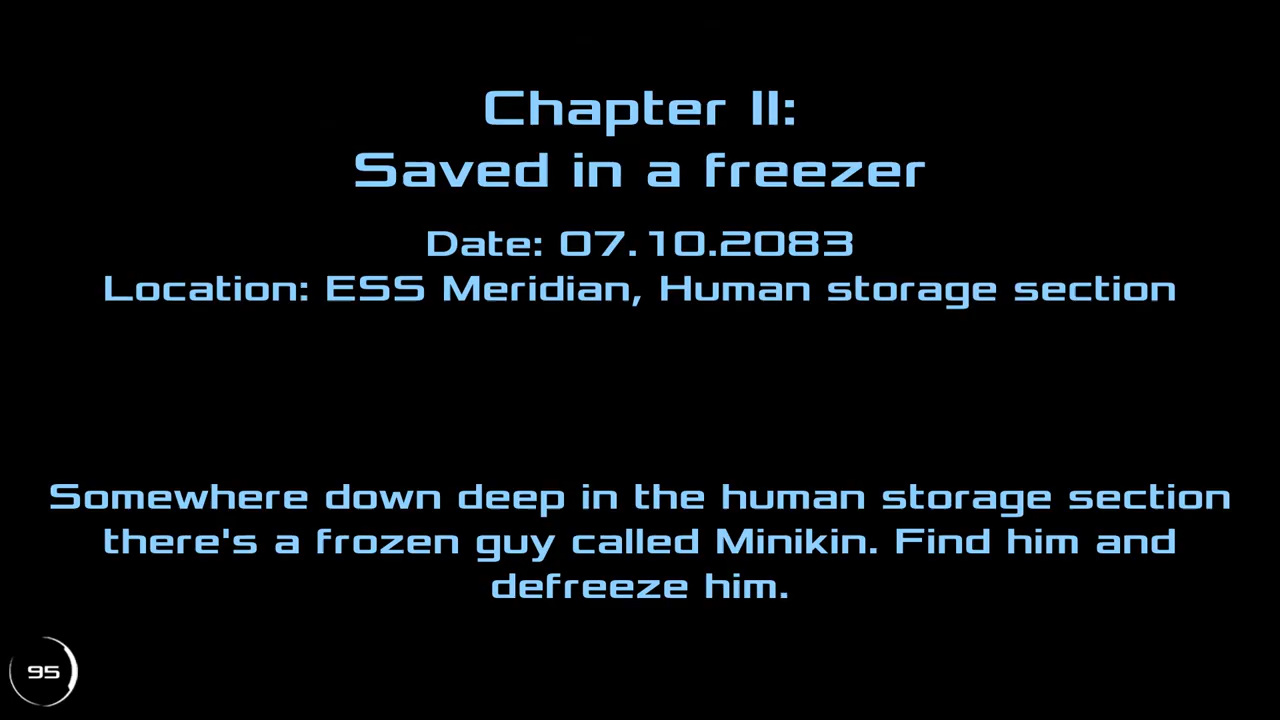 Chapter II:
Saved in a freezer
Date: 07.10.2083
Location: ESS Meridian, Human storage section
Somewhere down deep in the human storage section
there's a frozen guy called Minikin. Find him and
defreeze him.
95